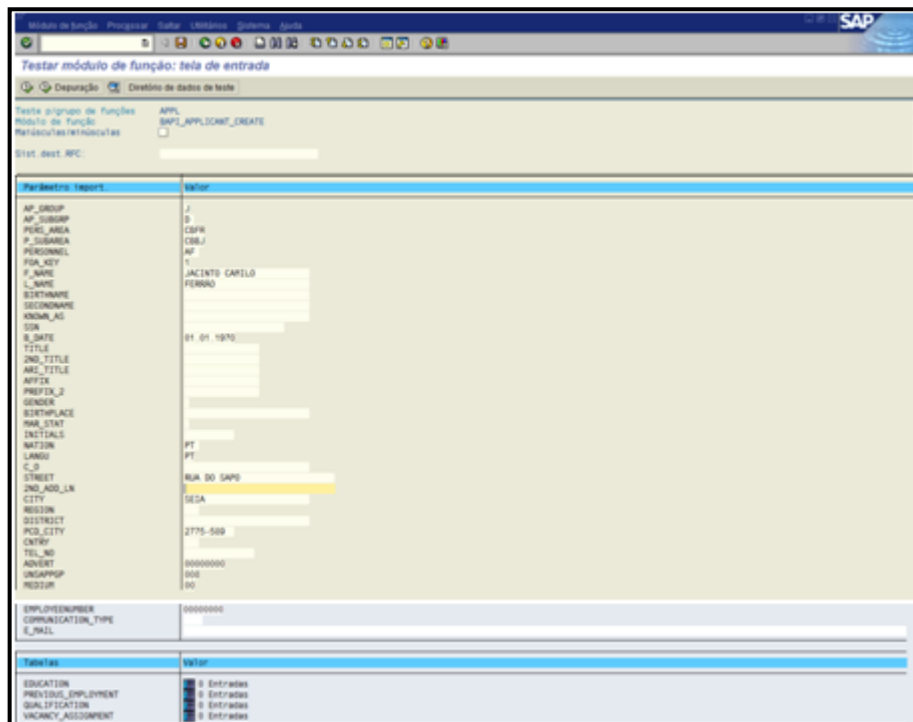 Módulo de função Processar Saltar Utilitários Sistema Ajuda
SAP
Testar módulo de função: tela de entrada
Depuração Diretório de dados de teste
Teste p/grupo de funções APPL
Módulo de função BAPI_APPLICANT_CREATE
Maiúsculas/minúsculas
Sist.dest.RFC:
Parâmetro import. Valor
AP_GROUP J
AP_SUBGRP D
PERS_AREA
P_SUBAREA
PERSONNEL AF
FOA_KEY 1
F_NAME JACINTO CAMILO
L_NAME FERRAO
BIRTHNAME
SECONDNAME
KNOWN_AS
SSN
B_DATE 01.01.1970
TITLE
2ND_TITLE
ARI_TITLE
AFFIX
PREFIX_2
GENDER
BIRTHPLACE
MAR_STAT
INITIALS
NATION PT
LANGU PT
C_O
STREET RUA DO SAPO
2ND_ADD_LN
CITY SEIA
REGION
DISTRICT
PCD_CITY 2775-589
CNTRY
TEL_NO
ADVERT 00000000
UNSAPPGP 000
MEDIUM 00
EMPLOYEENUMBER 00000000
COMMUNICATION_TYPE
E_MAIL
Tabelas Valor
EDUCATION 0 Entradas
PREVIOUS_EMPLOYMENT 0 Entradas
QUALIFICATION 0 Entradas
VACANCY_ASSIGNMENT 0 Entradas